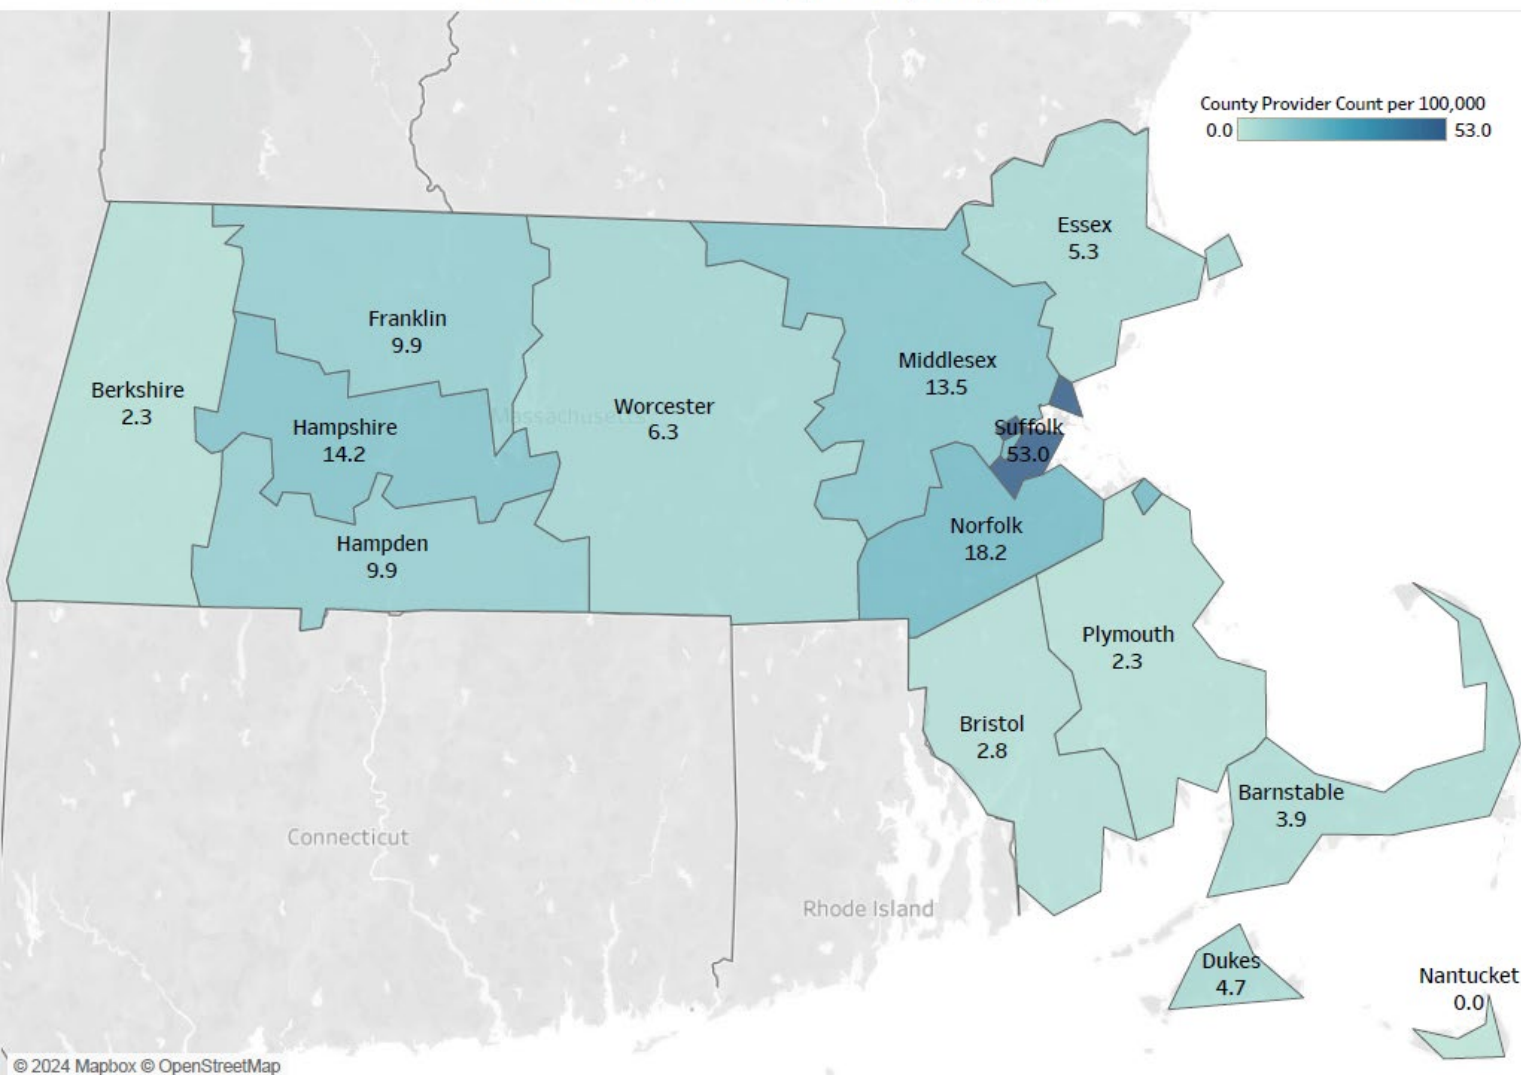 County Provider Count per 100,000
0.0 53.0
Essex
5.3
Franklin
9.9
Middlesex
13.5
Berkshire
2.3
Worcester
6.3
Massachusetts
Hampshire
14.2
Suffolk
53.0
Norfolk
18.2
Hampden
9.9
Plymouth
2.3
Bristol
2.8
Barnstable
3.9
Connecticut
Rhode Island
Dukes
4.7
Nantucket
0.0
© 2024 Mapbox © OpenStreetMap